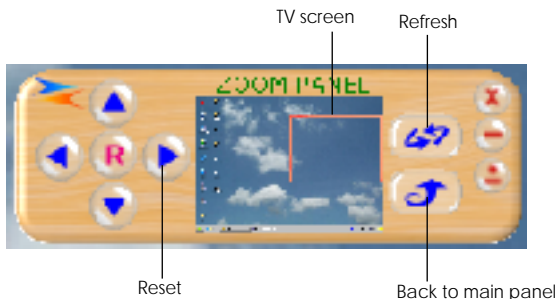 TV screen
Refresh
ZOOM PANEL
R
Reset
Back to main panel